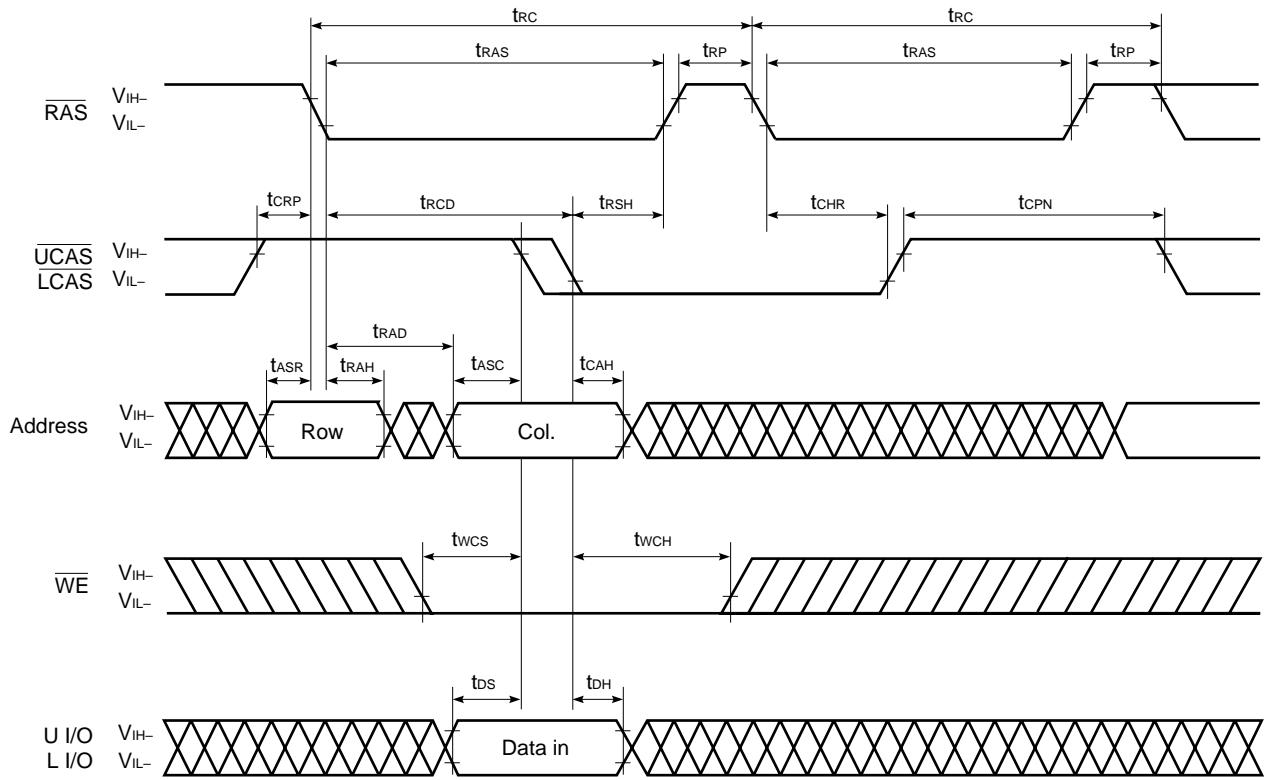 tRC tRC
tRAS tRP tRAS tRP
RAS VIH–
VIL–
tCRP tRCD tRSH tCHR tCPN
UCAS VIH–
LCAS VIL–
tRAD
tASR tRAH tASC tCAH
Address VIH–
VIL–
Row Col.
tWCS tWCH
WE VIH–
VIL–
tDS tDH
U I/O VIH–
L I/O VIL–
Data in